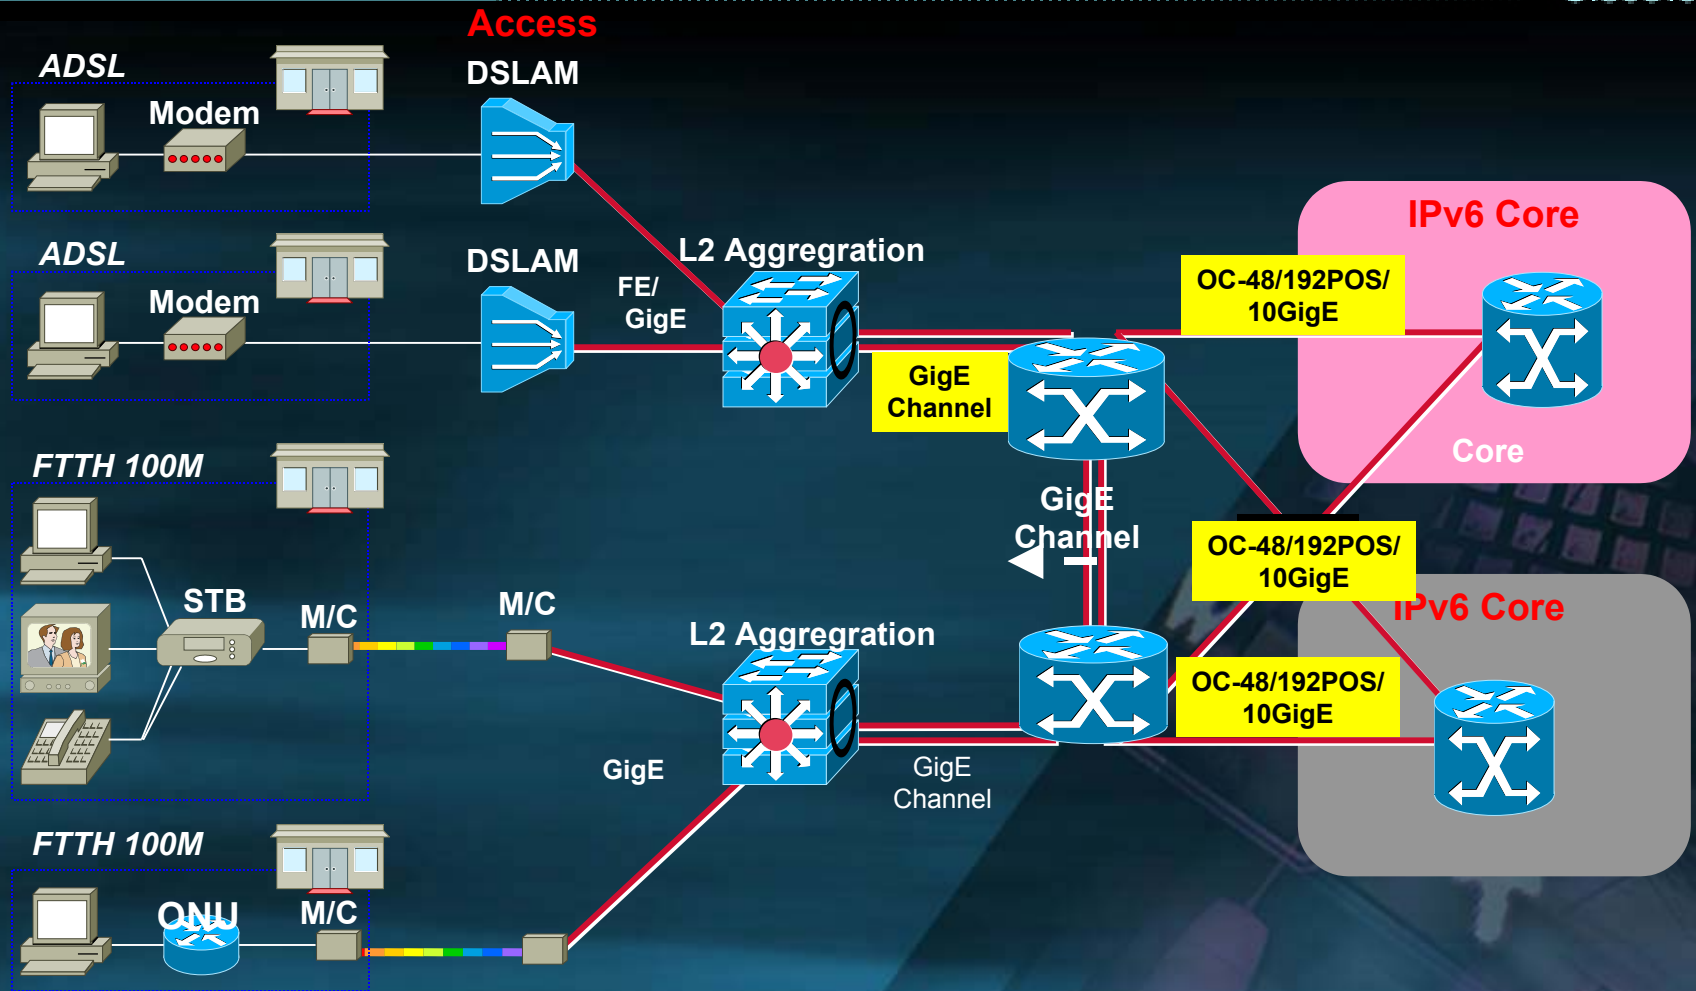 Access
ADSL
Modem
DSLAM
ADSL
Modem
DSLAM
FE/
GigE
L2 Aggregration
GigE
Channel
OC-48/192POS/
10GigE
IPv6 Core
Core
GigE
Channel
OC-48/192POS/
10GigE
FTTH 100M
STB
M/C
M/C
L2 Aggregration
GigE
GigE
Channel
OC-48/192POS/
10GigE
IPv6 Core
FTTH 100M
ONU
M/C